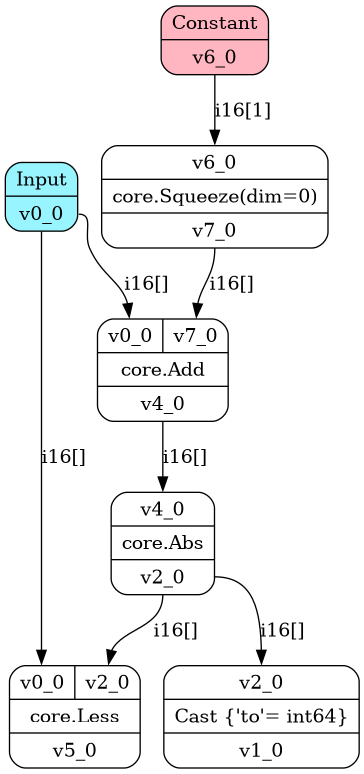 Constant
v6_0
i16[1]
v6_0
core.Squeeze(dim=0)
v7_0
Input
v0_0
i16[]
i16[]
v0_0 v7_0
core.Add
v4_0
i16[]
i16[]
v4_0
core.Abs
v2_0
i16[]
i16[]
v0_0 v2_0
core.Less
v5_0
v2_0
Cast {'to'= int64}
v1_0